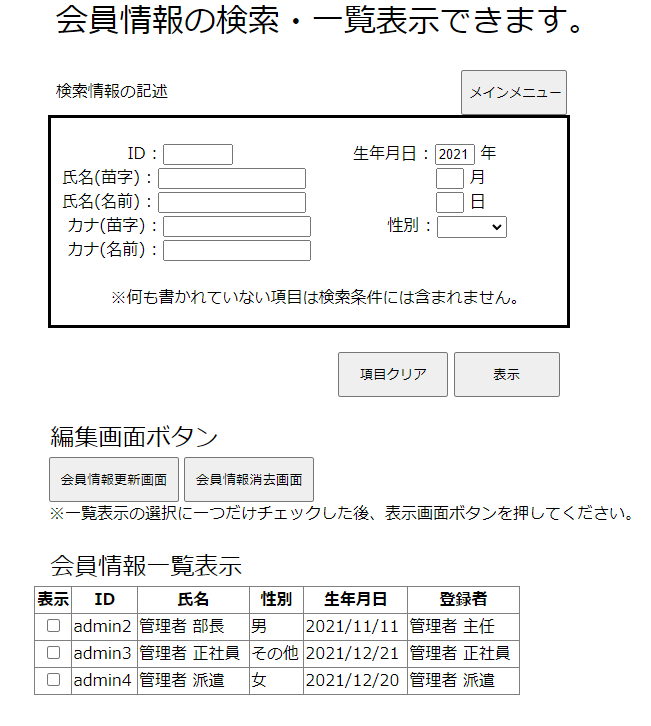 会員情報の検索・一覧表示できます。
検索情報の記述
メインメニュー
ID : 生年月日 : 2021 年
氏名(苗字) : 月
氏名(名前) : 日
カナ(苗字) : 性別 :
カナ(名前) :
※何も書かれていない項目は検索条件には含まれません。
項目クリア 表示
編集画面ボタン
会員情報更新画面 会員情報消去画面
※一覧表示の選択に一つだけチェックした後、表示画面ボタンを押してください。
会員情報一覧表示
表示 ID 氏名 性別 生年月日 登録者
admin2 管理者 部長 男 2021/11/11 管理者 主任
admin3 管理者 正社員 その他 2021/12/21 管理者 正社員
admin4 管理者 派遣 女 2021/12/20 管理者 派遣